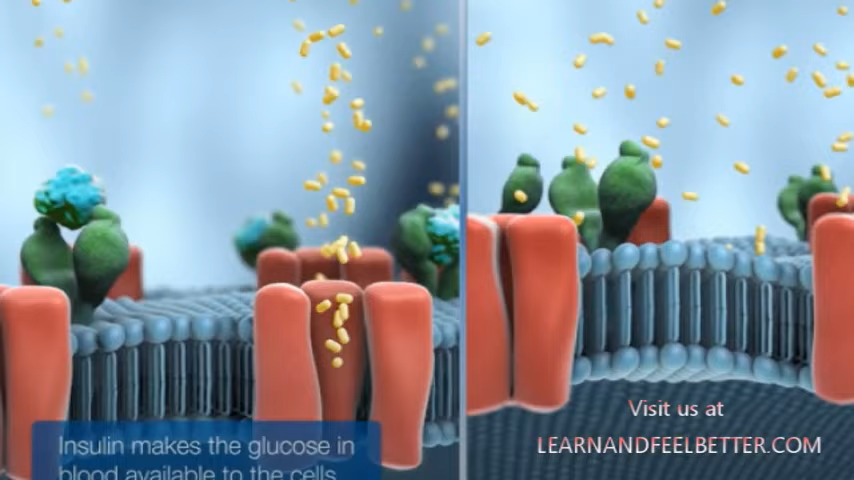 Insulin makes the glucose in
blood available to the cells
Visit us at
LEARNANDFEELBETTER.COM